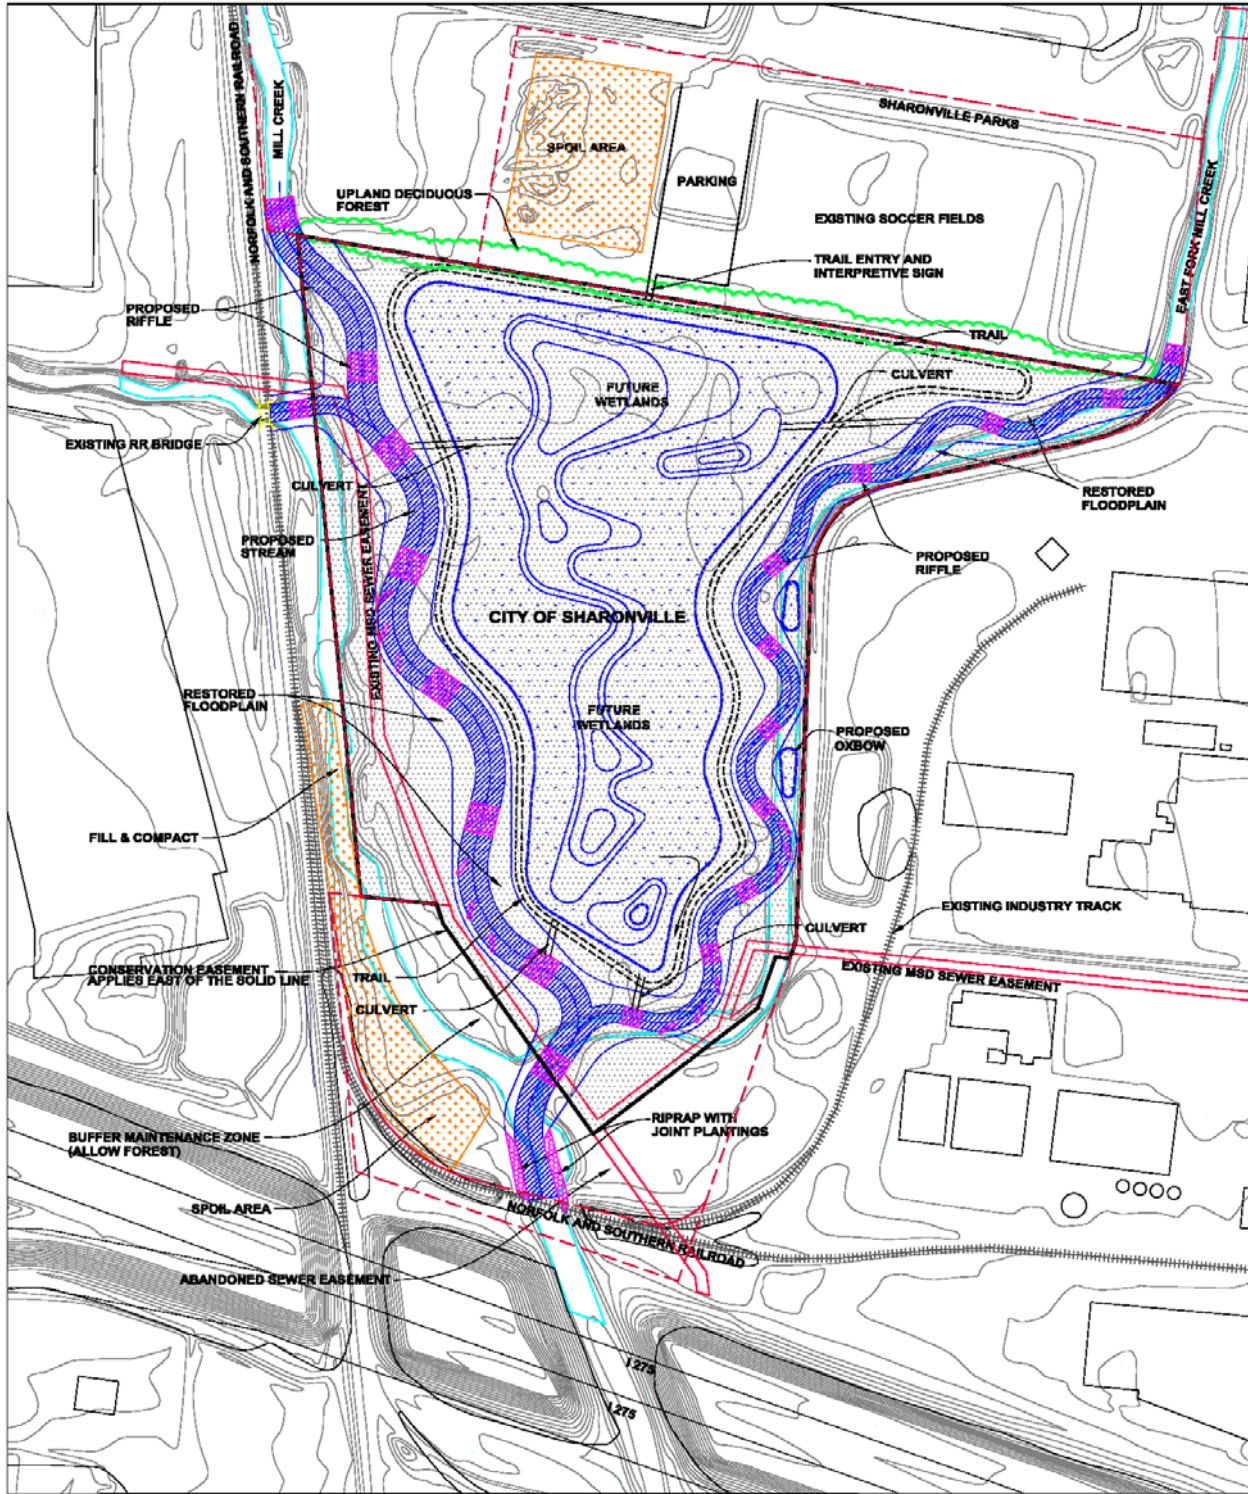 NORFOLK AND SOUTHERN RAILROAD
MILL CREEK
SHARONVILLE PARKS
SPOIL AREA
PARKING
UPLAND DECIDUOUS
FOREST
EXISTING SOCCER FIELDS
EAST FORK MILL CREEK
TRAIL ENTRY AND
INTERPRETIVE SIGN
PROPOSED
RIFFLE
TRAIL
CULVERT
FUTURE
WETLANDS
EXISTING RR BRIDGE
CULVERT
RESTORED
FLOODPLAIN
PROPOSED
STREAM
EXISTING MSD SEWER EASEMENT
PROPOSED
RIFFLE
CITY OF SHARONVILLE
RESTORED
FLOODPLAIN
FUTURE
WETLANDS
PROPOSED
OXBOW
FILL & COMPACT
EXISTING INDUSTRY TRACK
CULVERT
CONSERVATION EASEMENT
APPLIES EAST OF THE SOLID LINE
TRAIL
EXISTING MSD SEWER EASEMENT
CULVERT
RIPRAP WITH
JOINT PLANTINGS
BUFFER MAINTENANCE ZONE
(ALLOW FOREST)
SPOIL AREA
NORFOLK AND SOUTHERN RAILROAD
ABANDONED SEWER EASEMENT
I 275
I 275